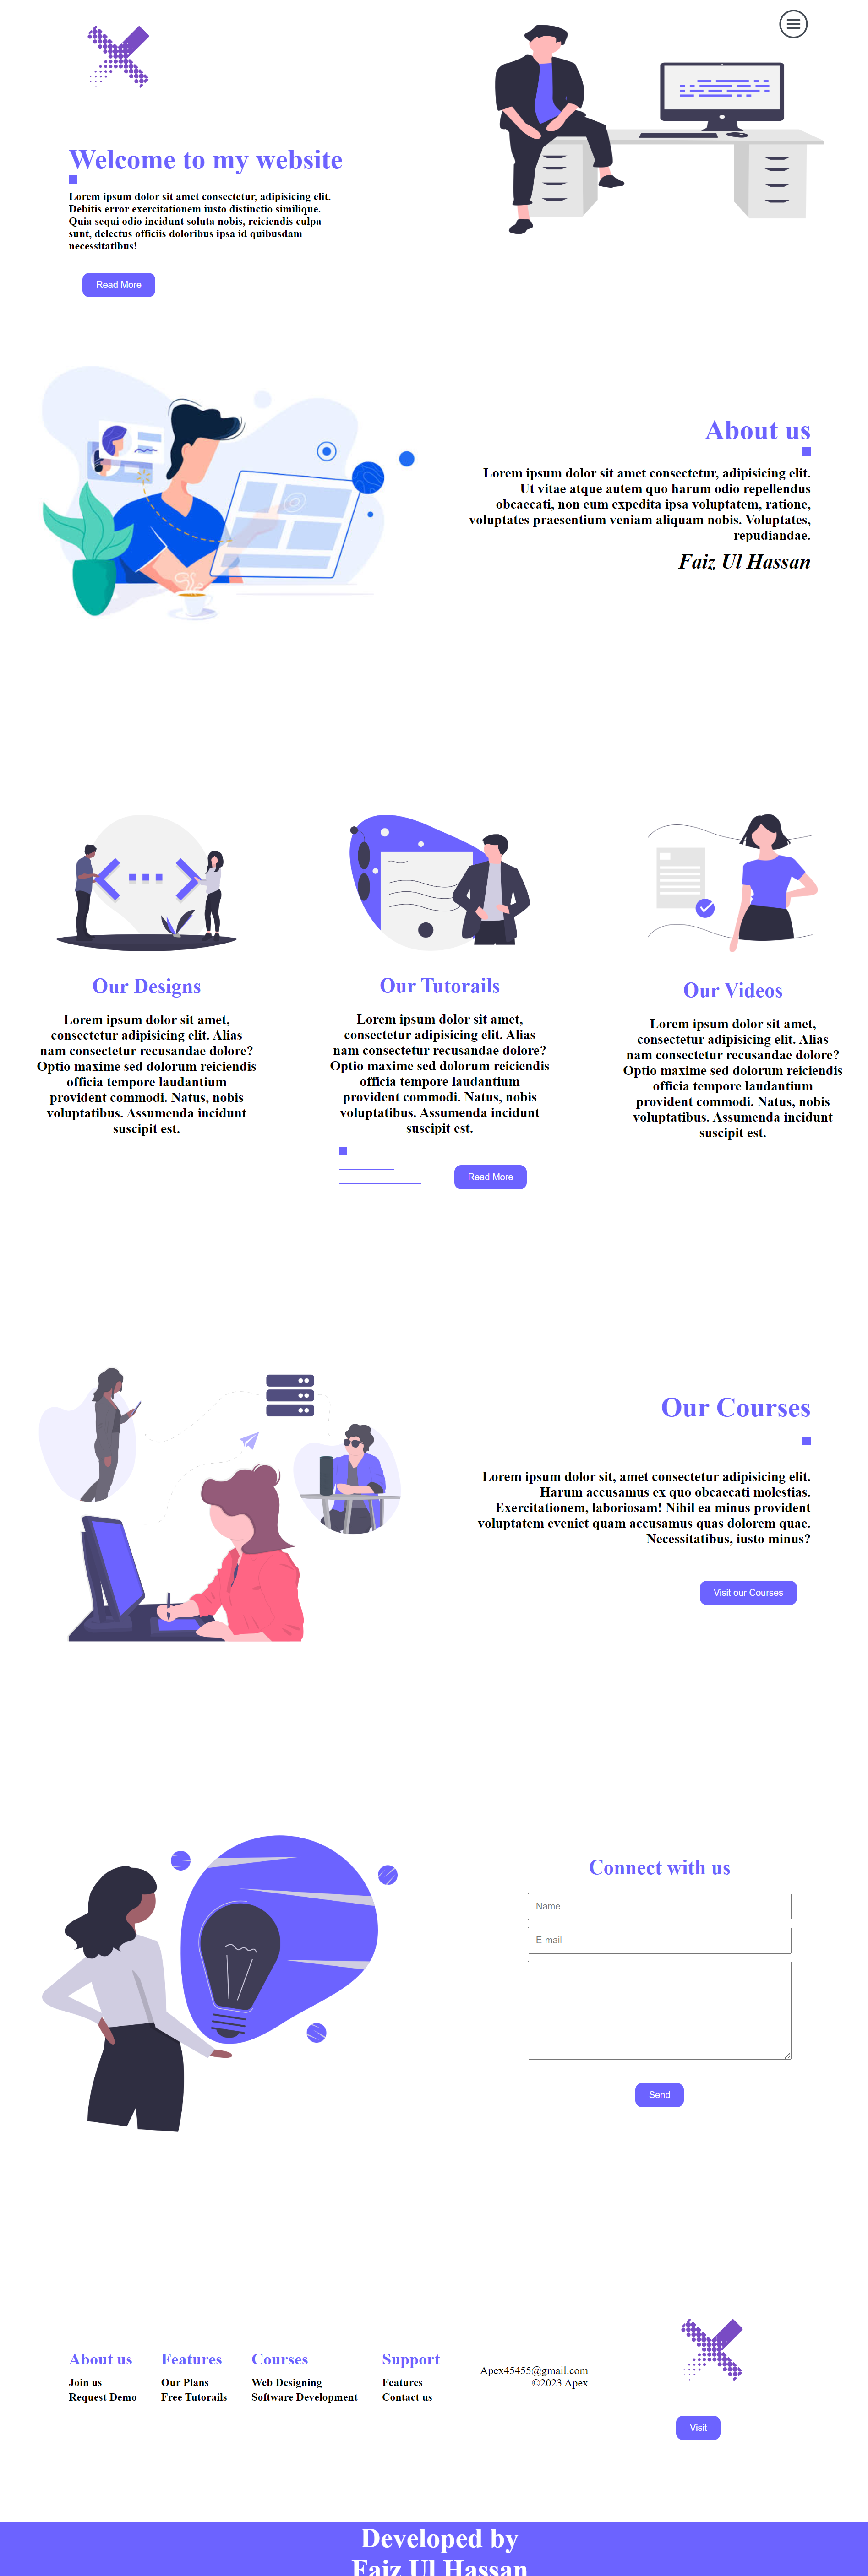 Welcome to my website
Lorem ipsum dolor sit amet consectetur, adipisicing elit.
Debitis error exercitationem iusto distinctio similique.
Quia sequi odio incidunt soluta nobis, reiciendis culpa
sunt, delectus officiis doloribus ipsa id quibusdam
necessitatibus!
Read More
About us
Lorem ipsum dolor sit amet consectetur, adipisicing elit.
Ut vitae atque autem quo harum odio repellendus
obcaecati, non eum expedita ipsa voluptatem, ratione,
voluptates praesentium veniam aliquam nobis. Voluptates,
repudiandae.
Faiz Ul Hassan
Our Designs
Lorem ipsum dolor sit amet,
consectetur adipisicing elit. Alias
nam consectetur recusandae dolore?
Optio maxime sed dolorum reiciendis
officia tempore laudantium
provident commodi. Natus, nobis
voluptatibus. Assumenda incidunt
suscipit est.
Our Tutorails
Lorem ipsum dolor sit amet,
consectetur adipisicing elit. Alias
nam consectetur recusandae dolore?
Optio maxime sed dolorum reiciendis
officia tempore laudantium
provident commodi. Natus, nobis
voluptatibus. Assumenda incidunt
suscipit est.
Read More
Our Videos
Lorem ipsum dolor sit amet,
consectetur adipisicing elit. Alias
nam consectetur recusandae dolore?
Optio maxime sed dolorum reiciendis
officia tempore laudantium
provident commodi. Natus, nobis
voluptatibus. Assumenda incidunt
suscipit est.
Our Courses
Lorem ipsum dolor sit, amet consectetur adipisicing elit.
Harum accusamus ex quo obcaecati molestias.
Exercitationem, laboriosam! Nihil ea minus provident
voluptatem eveniet quam accusamus quas dolorem quae.
Necessitatibus, iusto minus?
Visit our Courses
Connect with us
Name
E-mail
Send
About us
Join us
Request Demo
Features
Our Plans
Free Tutorails
Courses
Web Designing
Software Development
Support
Features
Contact us
Apex45455@gmail.com
©2023 Apex
Visit
Developed by
Faiz Ul Hassan